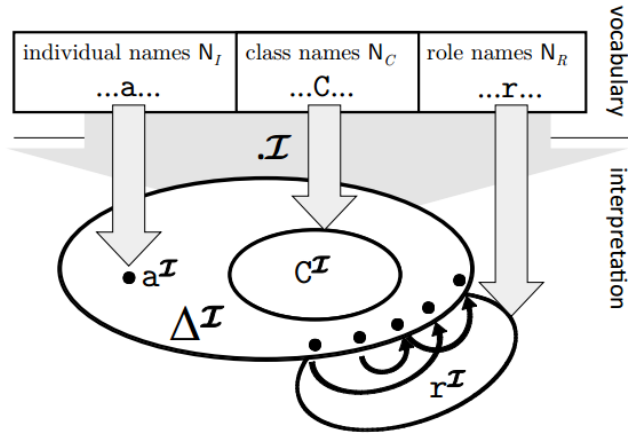 individual names N_I class names N_C role names N_R
...a... ...C... ...r...
vocabulary
.I
interpretation
a^I
C^I
Δ^I
r^I